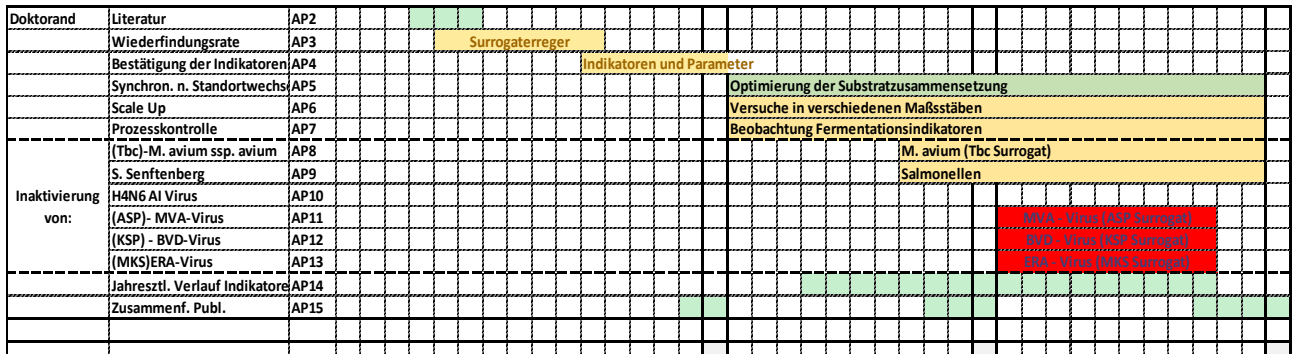 Doktorand Literatur AP2
Wiederfindungsrate AP3 Surrogaterreger
Bestätigung der Indikatoren AP4 Indikatoren und Parameter
Synchron. n. Standortwechs AP5 Optimierung der Substratzusammensetzung
Scale Up AP6 Versuche in verschiedenen Maßsstäben
Prozesskontrolle AP7 Beobachtung Fermentationsindikatoren
(Tbc)-M. avium ssp. avium AP8 M. avium (Tbc Surrogat)
S. Senftenberg AP9 Salmonellen
Inaktivierung H4N6 AI Virus AP10
von: (ASP)- MVA-Virus AP11 MVA - Virus (ASP Surrogat)
(KSP) - BVD-Virus AP12 BVD - Virus (KSP Surrogat)
(MKS)ERA-Virus AP13 ERA - Virus (MKS Surrogat)
Jahresztl. Verlauf Indikatore AP14
Zusammenf. Publ. AP15